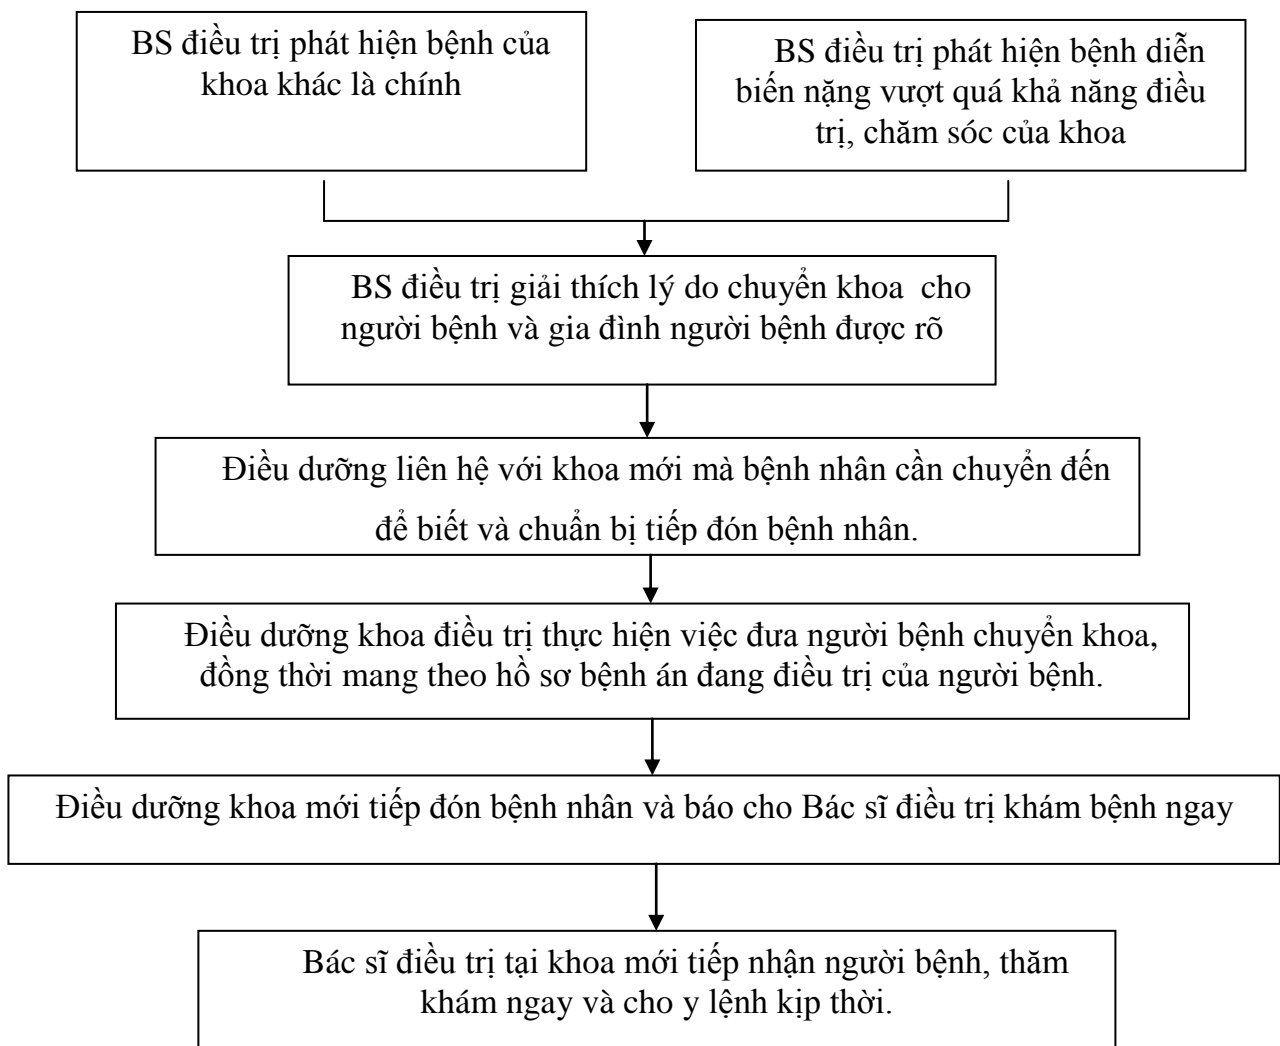 BS điều trị phát hiện bệnh của
khoa khác là chính
BS điều trị phát hiện bệnh diễn
biến nặng vượt quá khả năng điều
trị, chăm sóc của khoa
BS điều trị giải thích lý do chuyển khoa cho
người bệnh và gia đình người bệnh được rõ
Điều dưỡng liên hệ với khoa mới mà bệnh nhân cần chuyển đến
để biết và chuẩn bị tiếp đón bệnh nhân.
Điều dưỡng khoa điều trị thực hiện việc đưa người bệnh chuyển khoa,
đồng thời mang theo hồ sơ bệnh án đang điều trị của người bệnh.
Điều dưỡng khoa mới tiếp đón bệnh nhân và báo cho Bác sĩ điều trị khám bệnh ngay
Bác sĩ điều trị tại khoa mới tiếp nhận người bệnh, thăm
khám ngay và cho y lệnh kịp thời.